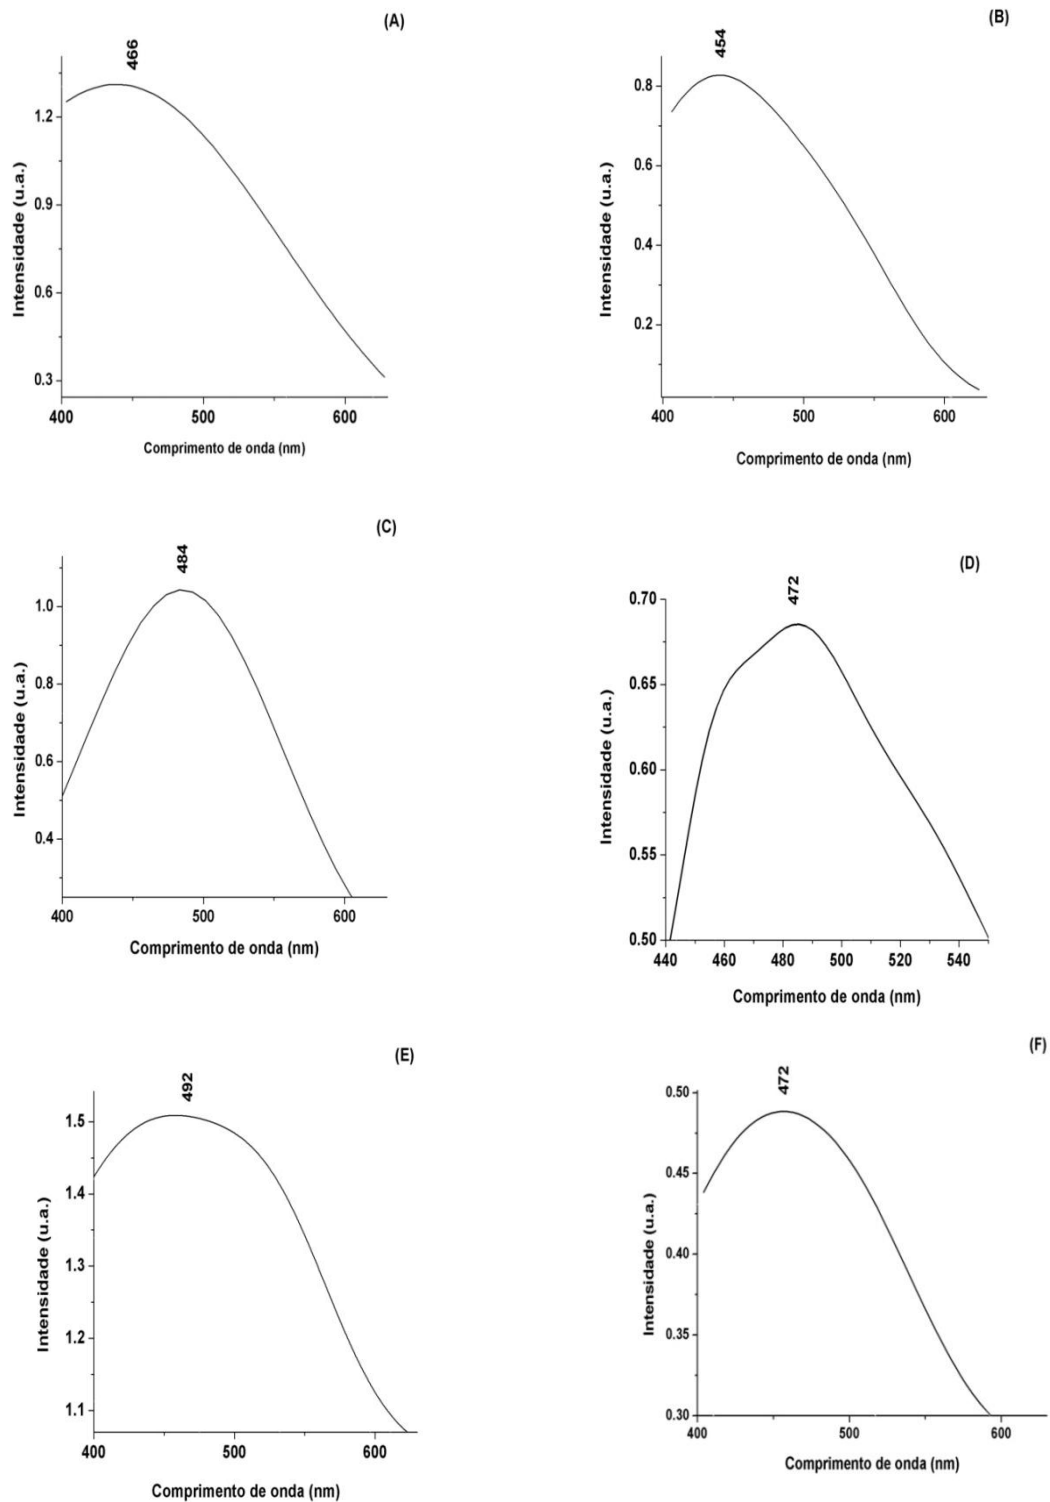 (A)
466
Intensidade (u.a.)
1.2
0.9
0.6
0.3
400 500 600
Comprimento de onda (nm)
(B)
454
Intensidade (u.a.)
0.8
0.6
0.4
0.2
400 500 600
Comprimento de onda (nm)
(C)
484
Intensidade (u.a.)
1.0
0.8
0.6
0.4
400 500 600
Comprimento de onda (nm)
(D)
472
Intensidade (u.a.)
0.70
0.65
0.60
0.55
0.50
440 460 480 500 520 540
Comprimento de onda (nm)
(E)
492
Intensidade (u.a.)
1.5
1.4
1.3
1.2
1.1
400 500 600
Comprimento de onda (nm)
(F)
472
Intensidade (u.a.)
0.50
0.45
0.40
0.35
0.30
400 500 600
Comprimento de onda (nm)